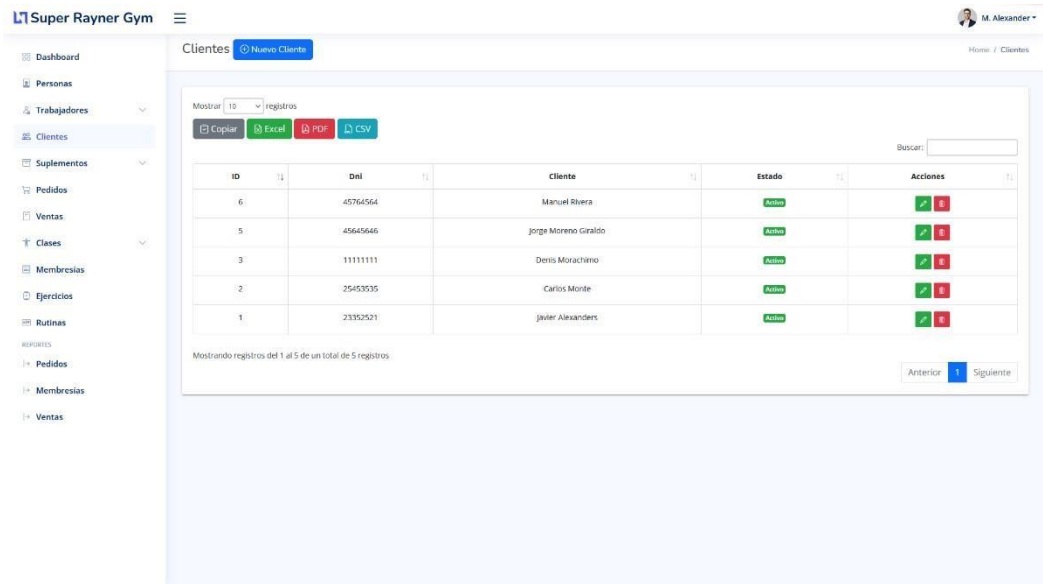 Super Rayner Gym
M. Alexander
Dashboard
Personas
Trabajadores
Clientes
Suplementos
Pedidos
Ventas
Clases
Membresías
Ejercicios
Rutinas
REPORTES
Pedidos
Membresías
Ventas
Clientes Nuevo Cliente
Home / Clientes
Mostrar 10 registros
Copiar Excel PDF CSV
Buscar:
ID Dni Cliente Estado Acciones
6 45764564 Manuel Rivera Activo
5 45645646 Jorge Moreno Giraldo Activo
3 11111111 Denis Morachimo Activo
2 25453535 Carlos Monte Activo
1 23352521 Javier Alexanders Activo
Mostrando registros del 1 al 5 de un total de 5 registros
Anterior 1 Siguiente